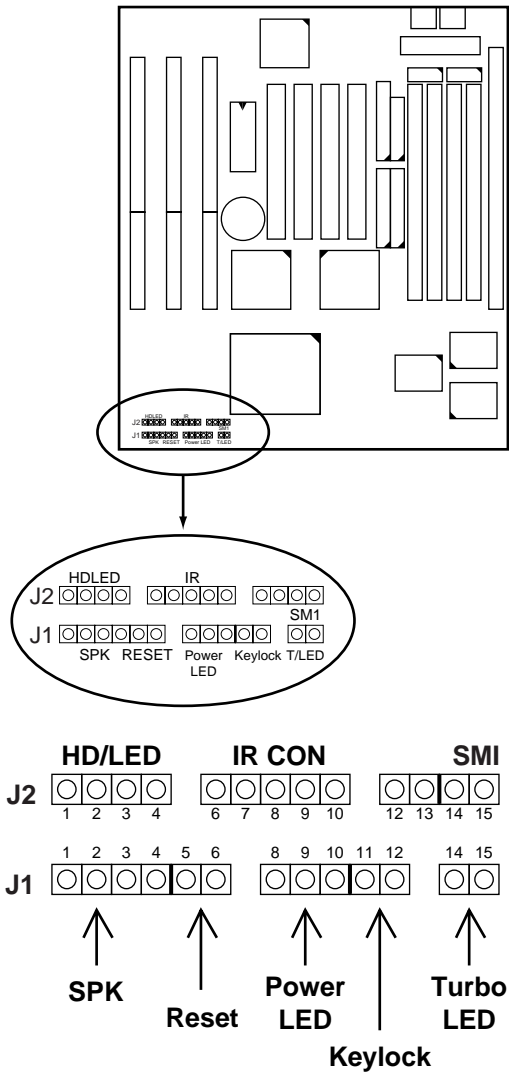 HDLED IR
J2
SM1
J1
SPK RESET Power LED T/LED
HDLED IR
J2
SM1
J1
SPK RESET Power Keylock T/LED
LED
HD/LED IR CON SMI
J2
1 2 3 4 6 7 8 9 10 12 13 14 15
1 2 3 4 5 6 8 9 10 11 12 14 15
J1
SPK Power Turbo
Reset LED LED
Keylock